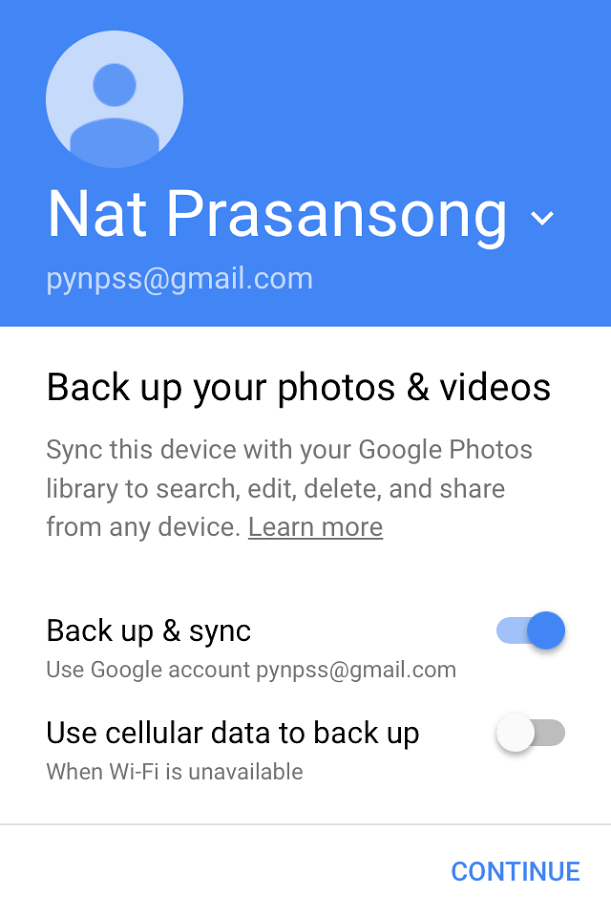 Nat Prasansong
pynpss@gmail.com
Back up your photos & videos
Sync this device with your Google Photos
library to search, edit, delete, and share
from any device. Learn more
Back up & sync
Use Google account pynpss@gmail.com
Use cellular data to back up
When Wi-Fi is unavailable
CONTINUE